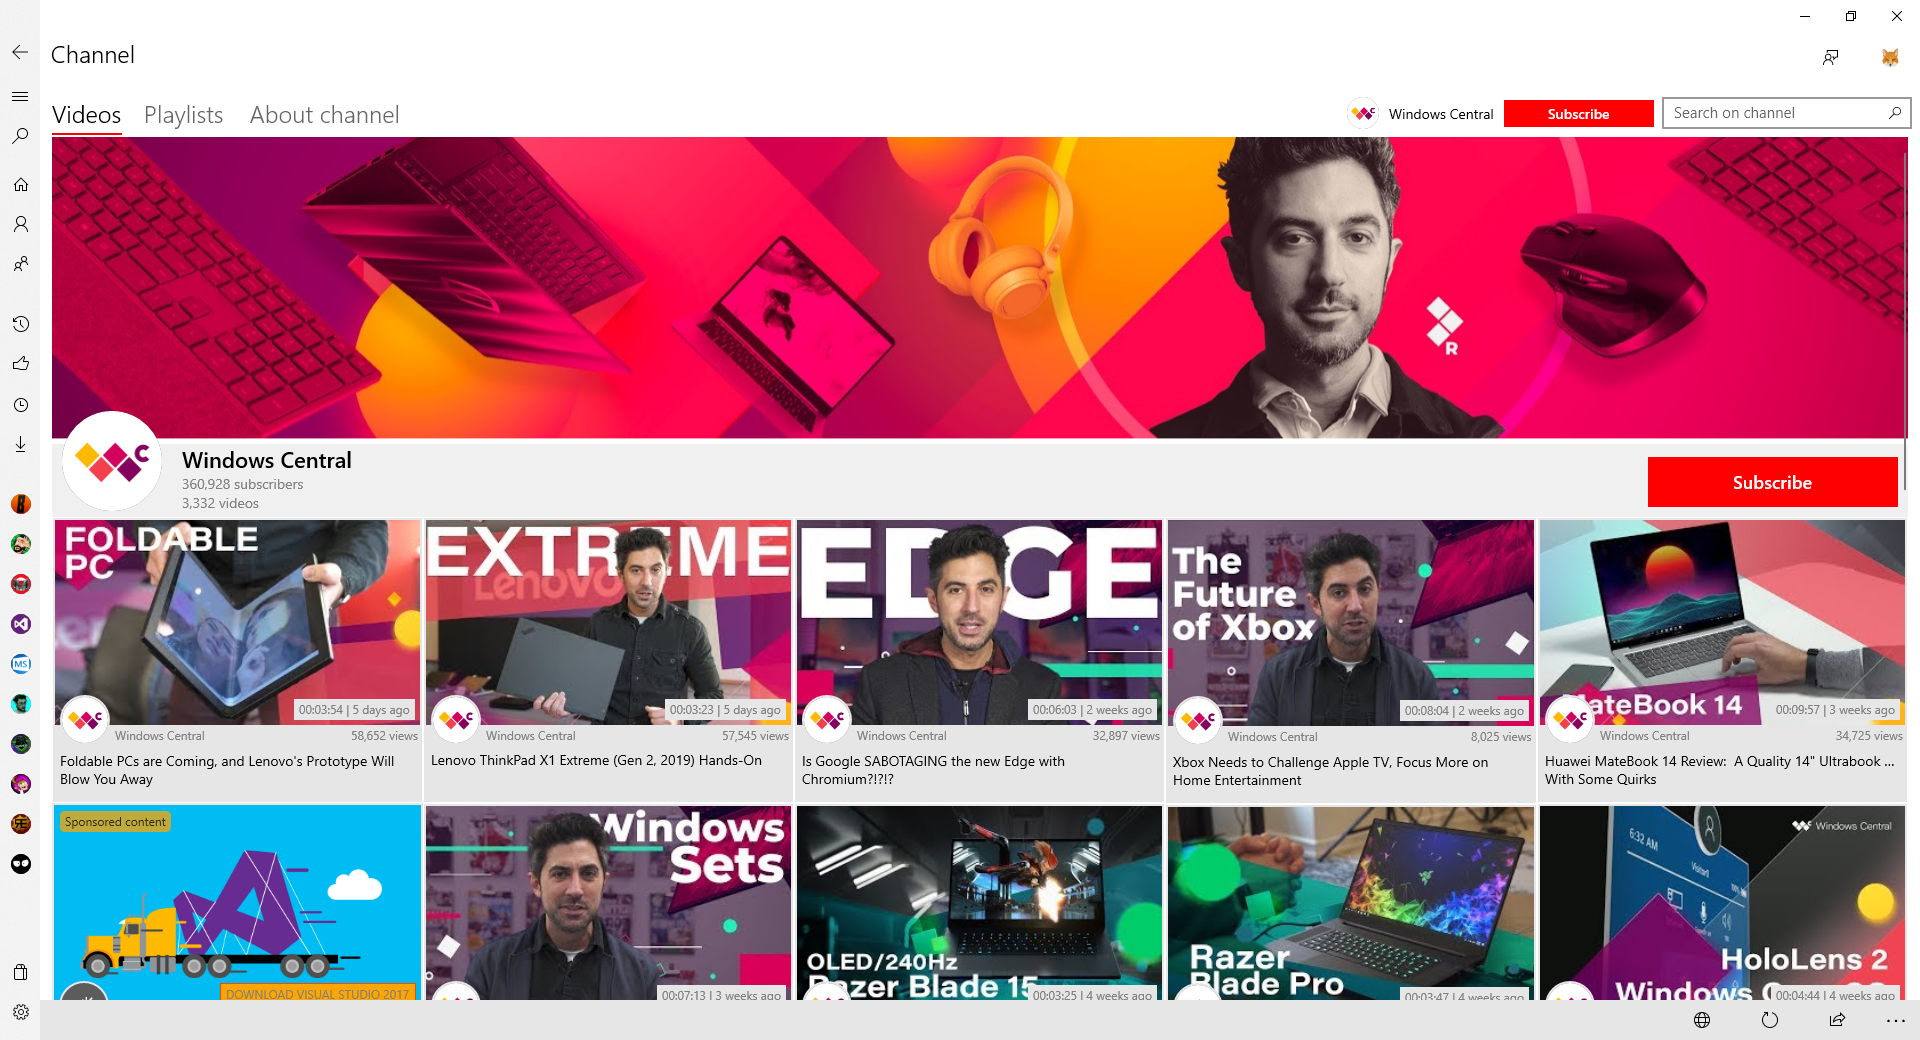 Channel
Videos Playlists About channel
Windows Central
Subscribe
Search on channel
R
C
Windows Central
360,928 subscribers
3,332 videos
Subscribe
FOLDABLE
PC
00:03:54 | 5 days ago
Windows Central
58,652 views
Foldable PCs are Coming, and Lenovo's Prototype Will
Blow You Away
EXTREME
Lenovo
00:03:23 | 5 days ago
Windows Central
57,545 views
Lenovo ThinkPad X1 Extreme (Gen 2, 2019) Hands-On
EDGE
00:06:03 | 2 weeks ago
Windows Central
32,897 views
Is Google SABOTAGING the new Edge with
Chromium?!?!?
The
Future
of Xbox
00:08:04 | 2 weeks ago
Windows Central
8,025 views
Xbox Needs to Challenge Apple TV, Focus More on
Home Entertainment
MateBook 14
00:09:57 | 3 weeks ago
Windows Central
34,725 views
Huawei MateBook 14 Review: A Quality 14" Ultrabook ...
With Some Quirks
Sponsored content
DOWNLOAD VISUAL STUDIO 2017
Windows
Sets
00:07:13 | 3 weeks ago
OLED/240Hz
Razer Blade 15
00:03:25 | 4 weeks ago
Razer
Blade Pro
00:03:47 | 4 weeks ago
Windows Central
6:32 AM
HoloLens 2
Windows
00:04:44 | 4 weeks ago
MS